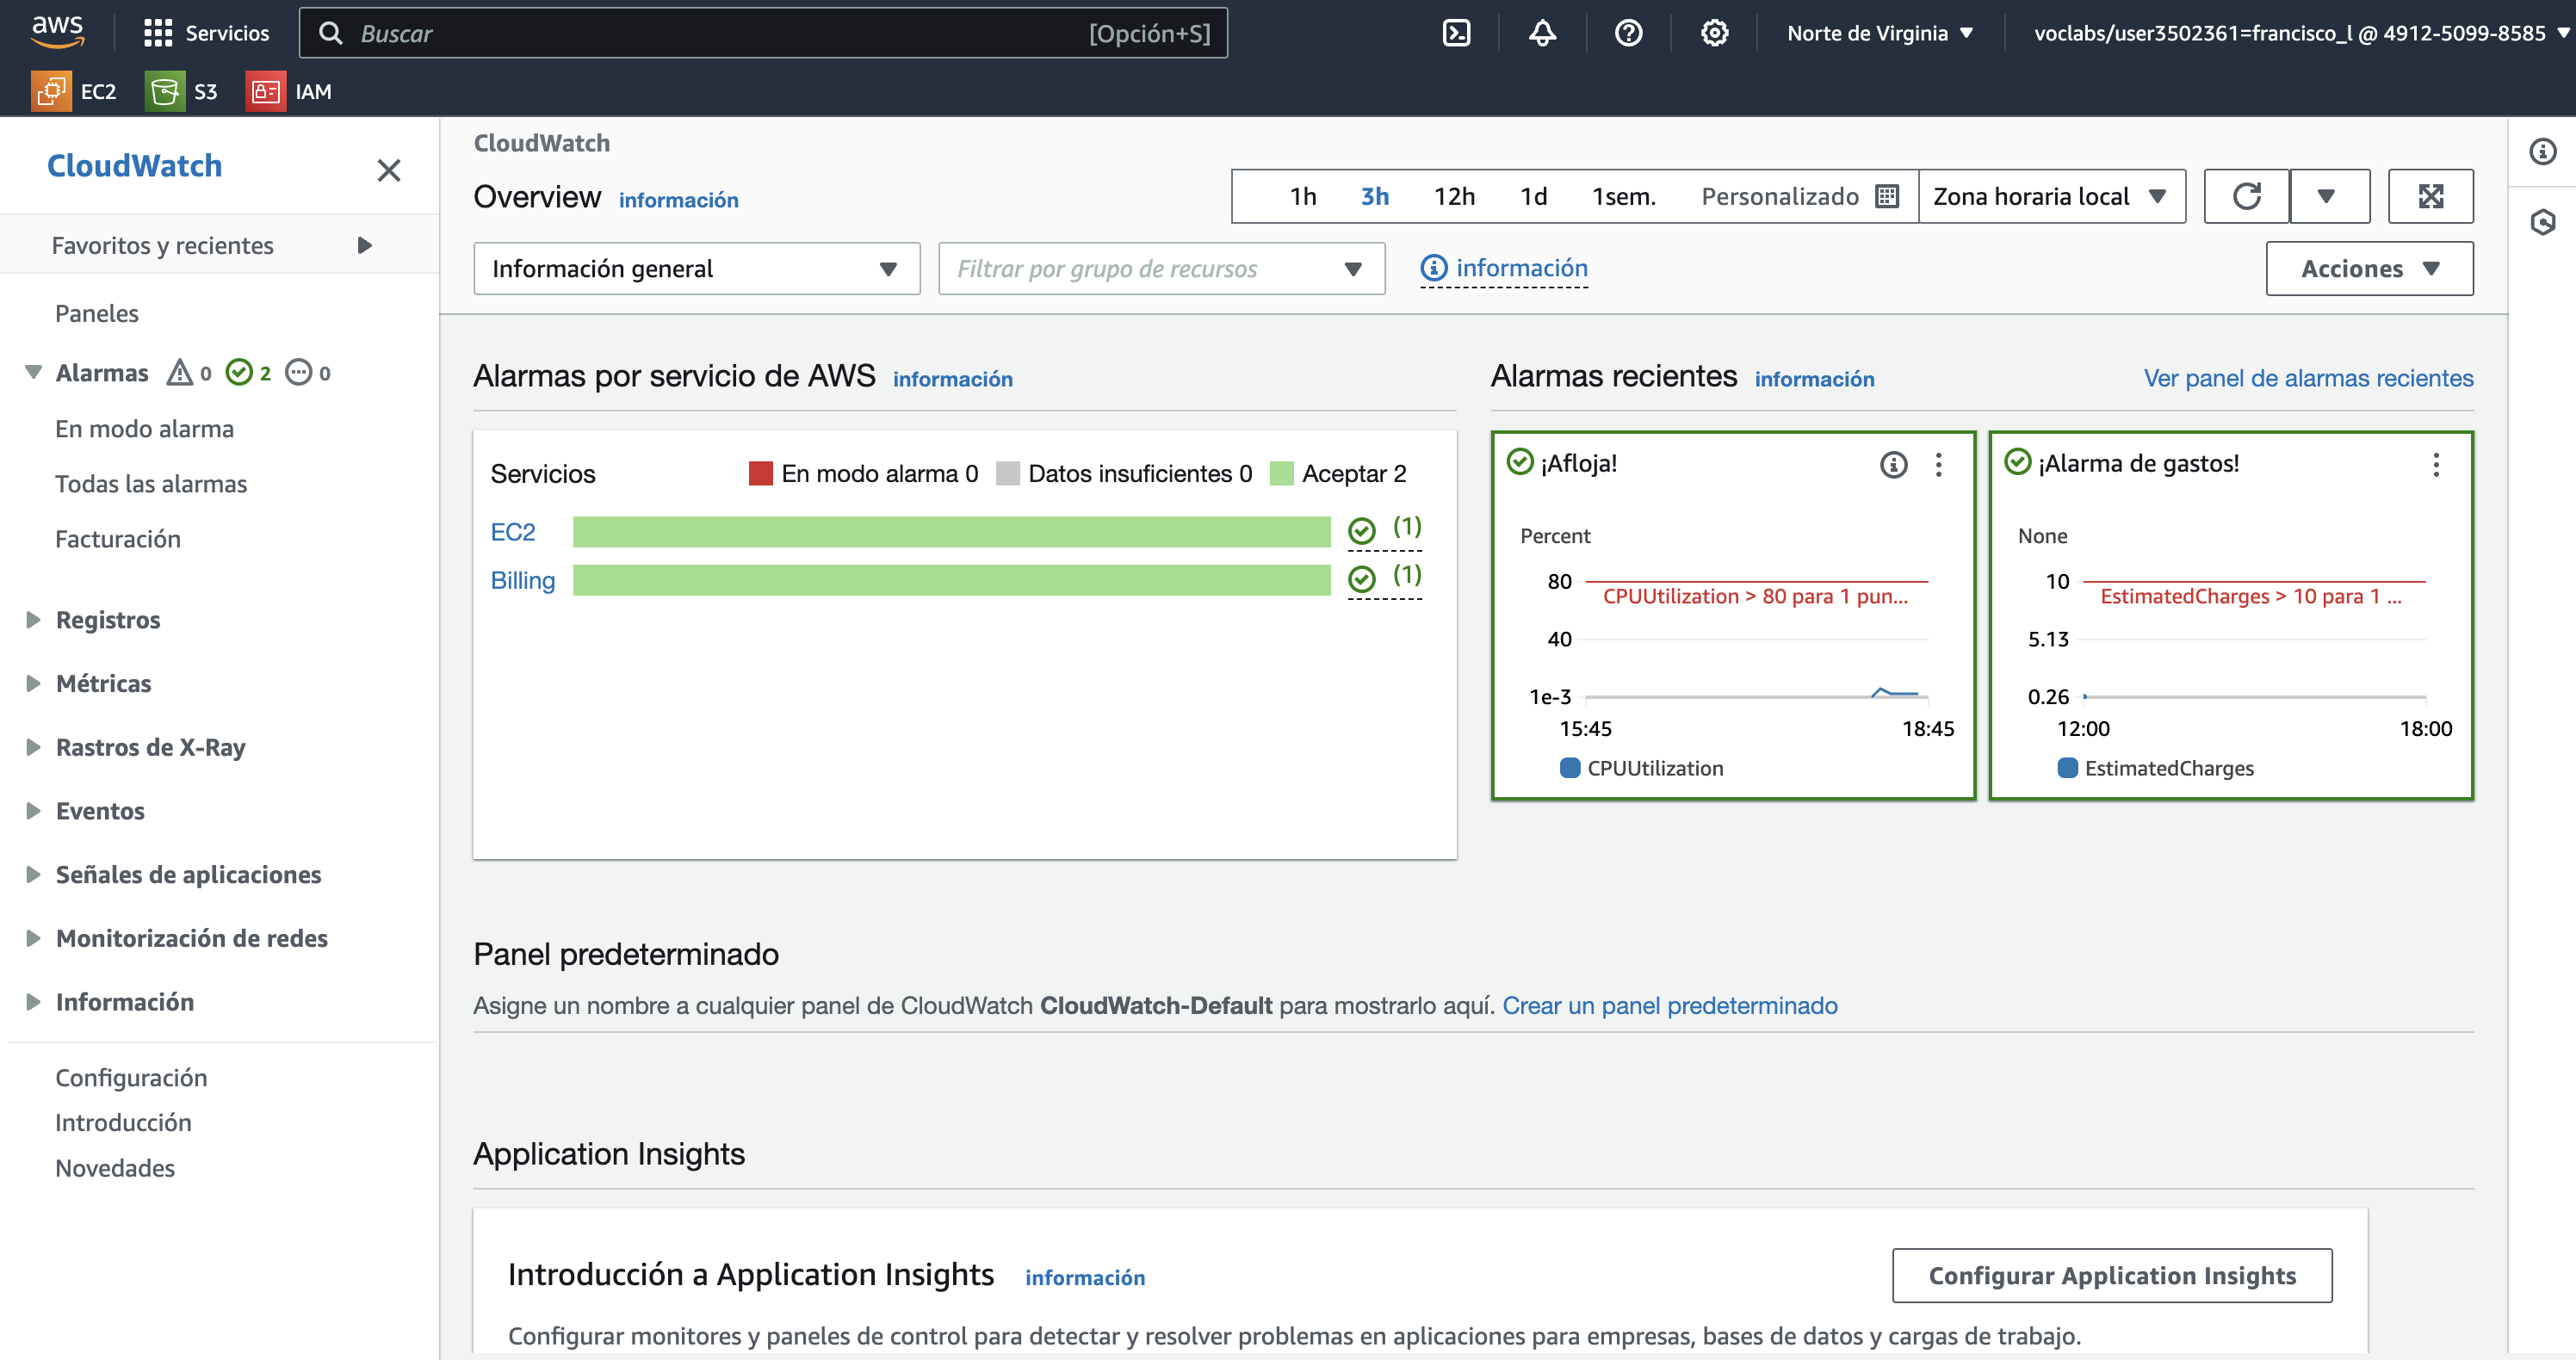 aws
Servicios
Buscar
[Opción+S]
Norte de Virginia
voclabs/user3502361=francisco_l @ 4912-5099-8585
EC2
S3
IAM
CloudWatch
Favoritos y recientes
Paneles
Alarmas 0 2 0
En modo alarma
Todas las alarmas
Facturación
Registros
Métricas
Rastros de X-Ray
Eventos
Señales de aplicaciones
Monitorización de redes
Información
Configuración
Introducción
Novedades
CloudWatch
Overview información
1h 3h 12h 1d 1sem. Personalizado
Zona horaria local
Información general
Filtrar por grupo de recursos
información
Acciones
Alarmas por servicio de AWS información
Servicios
En modo alarma 0 Datos insuficientes 0 Aceptar 2
EC2 (1)
Billing (1)
Alarmas recientes información
Ver panel de alarmas recientes
¡Afloja!
Percent
80
CPUUtilization > 80 para 1 pun...
40
1e-3
15:45 18:45
CPUUtilization
¡Alarma de gastos!
None
10
EstimatedCharges > 10 para 1 ...
5.13
0.26
12:00 18:00
EstimatedCharges
Panel predeterminado
Asigne un nombre a cualquier panel de CloudWatch CloudWatch-Default para mostrarlo aquí. Crear un panel predeterminado
Application Insights
Introducción a Application Insights información
Configurar Application Insights
Configurar monitores y paneles de control para detectar y resolver problemas en aplicaciones para empresas, bases de datos y cargas de trabajo.